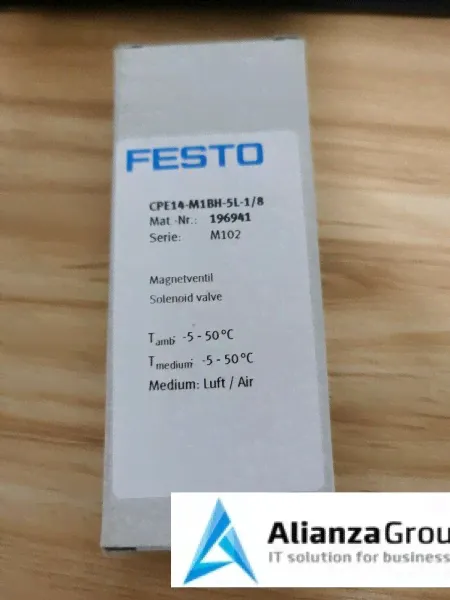 FESTO
CPE14-M1BH-5L-1/8
Mat.-Nr.: 196941
Serie: M102
Magnetventil
Solenoid valve
Tamb: -5 - 50°C
Tmedium: -5 - 50°C
Medium: Luft / Air
AlianzaGrou
IT solution for business